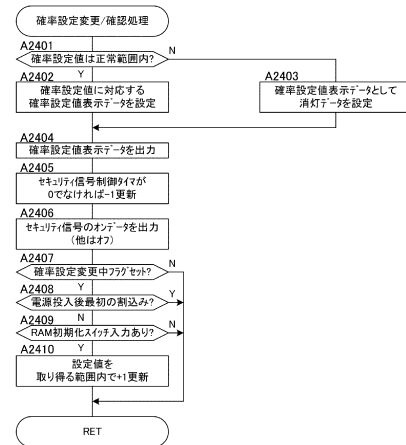 確率設定変更/確認処理
A2401
確率設定値は正常範囲内?
N
Y
A2402
確率設定値に対応する
確率設定値表示データを設定
A2403
確率設定値表示データとして
消灯データを設定
A2404
確率設定値表示データを出力
A2405
セキュリティ信号制御タイマが
0でなければ-1更新
A2406
セキュリティ信号のオンデータを出力
(他はオフ)
A2407
確率設定変更中フラグセット?
N
Y
A2408
電源投入後最初の割込み?
Y
N
A2409
RAM初期化スイッチ入力あり?
N
Y
A2410
設定値を
取り得る範囲内で+1更新
RET